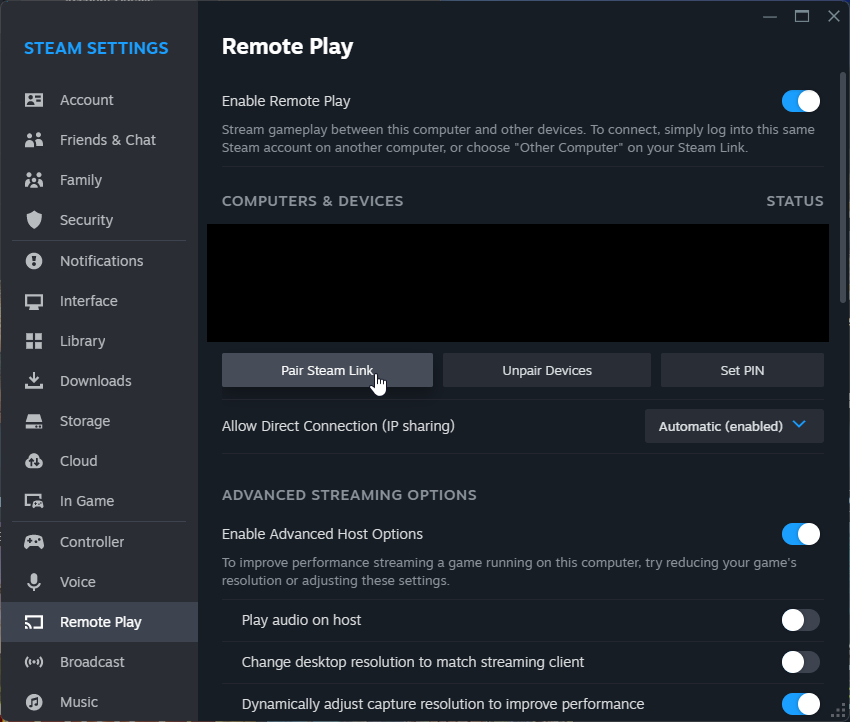 STEAM SETTINGS
Account
Friends & Chat
Family
Security
Notifications
Interface
Library
Downloads
Storage
Cloud
In Game
Controller
Voice
Remote Play
Broadcast
Music
Remote Play
Enable Remote Play
Stream gameplay between this computer and other devices. To connect, simply log into this same
Steam account on another computer, or choose "Other Computer" on your Steam Link.
COMPUTERS & DEVICES STATUS
Pair Steam Link Unpair Devices Set PIN
Allow Direct Connection (IP sharing) Automatic (enabled)
ADVANCED STREAMING OPTIONS
Enable Advanced Host Options
To improve performance streaming a game running on this computer, try reducing your game's
resolution or adjusting these settings.
Play audio on host
Change desktop resolution to match streaming client
Dynamically adjust capture resolution to improve performance